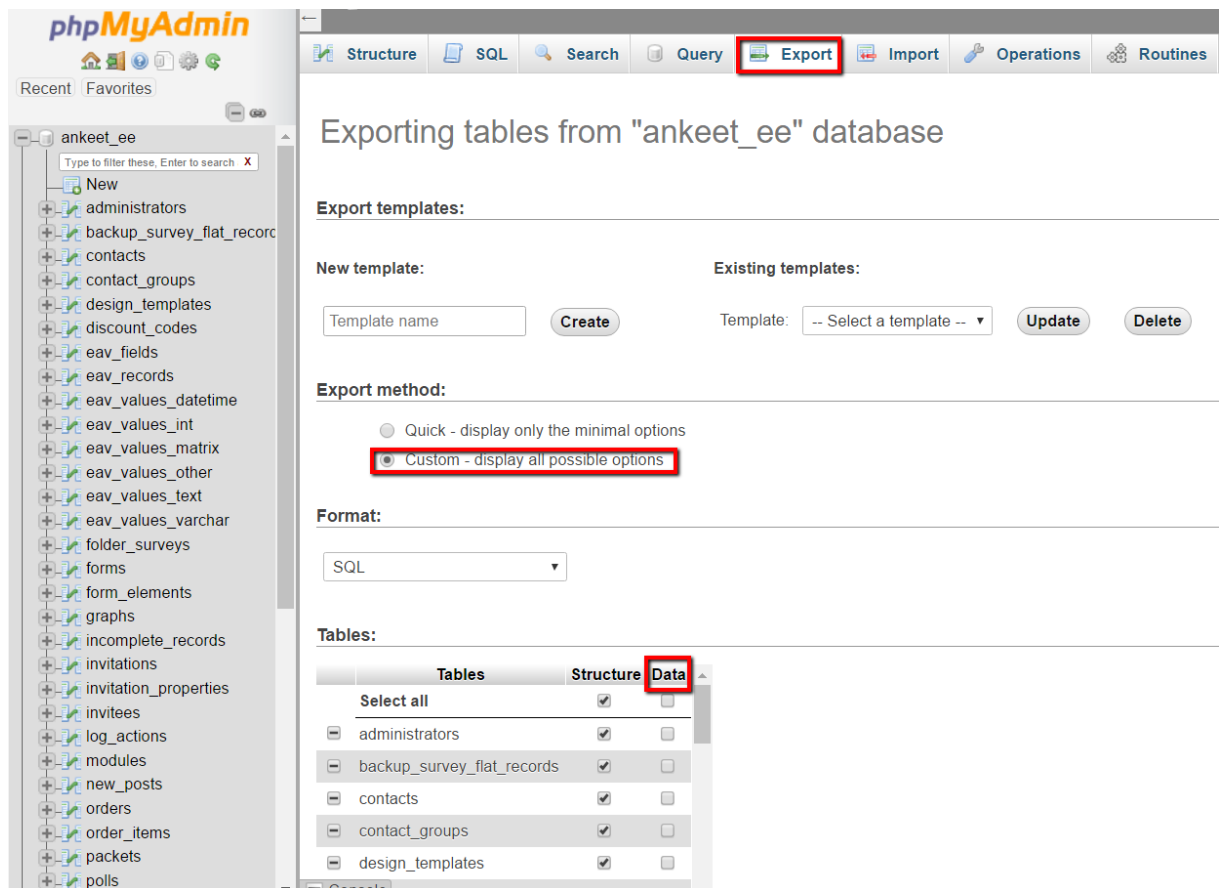 phpMyAdmin
Recent Favorites
ankeet_ee
Type to filter these, Enter to search X
New
administrators
backup_survey_flat_recorc
contacts
contact_groups
design_templates
discount_codes
eav_fields
eav_records
eav_values_datetime
eav_values_int
eav_values_matrix
eav_values_other
eav_values_text
eav_values_varchar
folder_surveys
forms
form_elements
graphs
incomplete_records
invitations
invitation_properties
invitees
log_actions
modules
new_posts
orders
order_items
packets
polls
Structure SQL Search Query Export Import Operations Routines
Exporting tables from "ankeet_ee" database
Export templates:
New template: Existing templates:
Template name Create Template: -- Select a template -- Update Delete
Export method:
Quick - display only the minimal options
Custom - display all possible options
Format:
SQL
Tables:
Tables Structure Data
Select all
administrators
backup_survey_flat_records
contacts
contact_groups
design_templates
Console